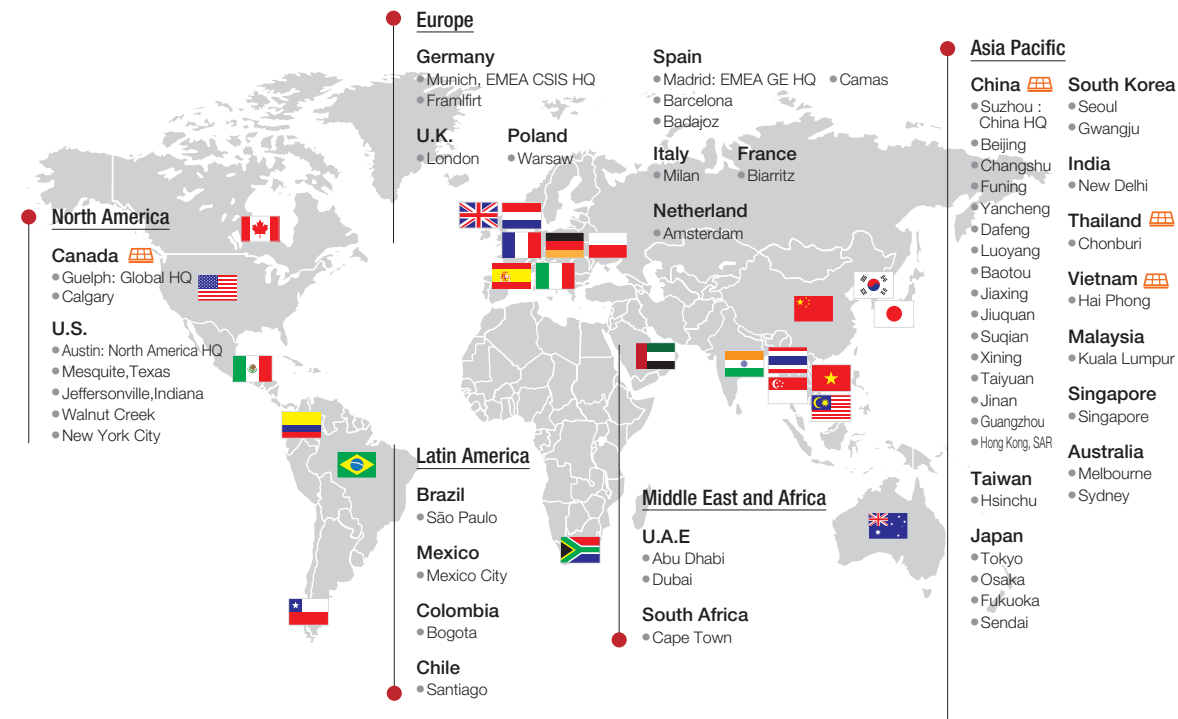 Europe
Germany
Munich, EMEA CSIS HQ
Framlfirt
U.K.
London
Poland
Warsaw
Spain
Madrid: EMEA GE HQ
Camas
Barcelona
Badajoz
Italy
Milan
France
Biarritz
Netherland
Amsterdam
North America
Canada
Guelph: Global HQ
Calgary
U.S.
Austin: North America HQ
Mesquite,Texas
Jeffersonville,Indiana
Walnut Creek
New York City
Latin America
Brazil
São Paulo
Mexico
Mexico City
Colombia
Bogota
Chile
Santiago
Middle East and Africa
U.A.E
Abu Dhabi
Dubai
South Africa
Cape Town
Asia Pacific
China
Suzhou :
China HQ
Beijing
Changshu
Funing
Yancheng
Dafeng
Luoyang
Baotou
Jiaxing
Jiuquan
Suqian
Xining
Taiyuan
Jinan
Guangzhou
Hong Kong, SAR
Taiwan
Hsinchu
Japan
Tokyo
Osaka
Fukuoka
Sendai
South Korea
Seoul
Gwangju
India
New Delhi
Thailand
Chonburi
Vietnam
Hai Phong
Malaysia
Kuala Lumpur
Singapore
Singapore
Australia
Melbourne
Sydney